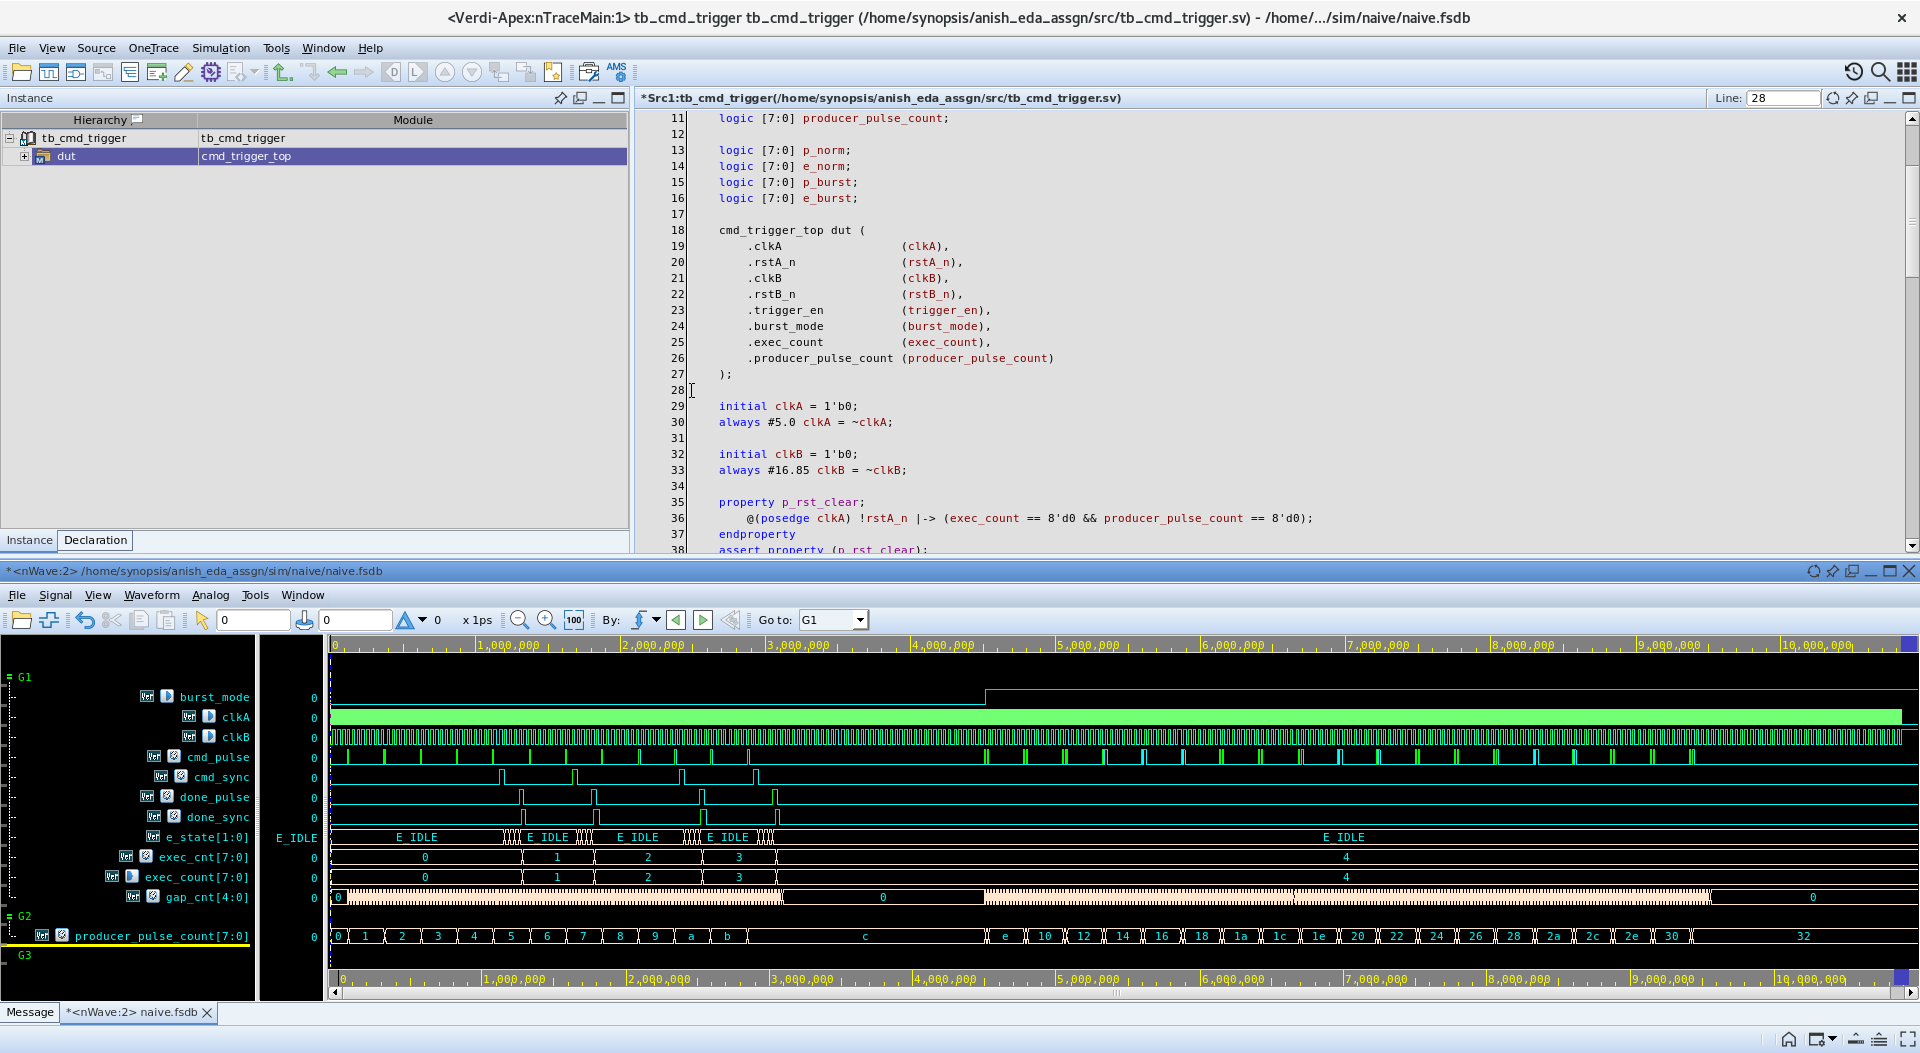 <Verdi-Apex:nTraceMain:1> tb_cmd_trigger tb_cmd_trigger (/home/synopsis/anish_eda_assgn/src/tb_cmd_trigger.sv) - /home/.../sim/naive/naive.fsdb
File View Source OneTrace Simulation Tools Window Help
AMS
Instance
*Src1:tb_cmd_trigger(/home/synopsis/anish_eda_assgn/src/tb_cmd_trigger.sv)
Line: 28
Hierarchy Module
tb_cmd_trigger tb_cmd_trigger
dut cmd_trigger_top
Instance Declaration
11 logic [7:0] producer_pulse_count;
12
13 logic [7:0] p_norm;
14 logic [7:0] e_norm;
15 logic [7:0] p_burst;
16 logic [7:0] e_burst;
17
18 cmd_trigger_top dut (
19 .clkA (clkA),
20 .rstA_n (rstA_n),
21 .clkB (clkB),
22 .rstB_n (rstB_n),
23 .trigger_en (trigger_en),
24 .burst_mode (burst_mode),
25 .exec_count (exec_count),
26 .producer_pulse_count (producer_pulse_count)
27 );
28
29 initial clkA = 1'b0;
30 always #5.0 clkA = ~clkA;
31
32 initial clkB = 1'b0;
33 always #16.85 clkB = ~clkB;
34
35 property p_rst_clear;
36 @(posedge clkA) !rstA_n |-> (exec_count == 8'd0 && producer_pulse_count == 8'd0);
37 endproperty
38 assert property (p_rst_clear);
*<nWave:2> /home/synopsis/anish_eda_assgn/sim/naive/naive.fsdb
File Signal View Waveform Analog Tools Window
0 0 0 x 1ps 100 By: Go to: G1
0 1,000,000 2,000,000 3,000,000 4,000,000 5,000,000 6,000,000 7,000,000 8,000,000 9,000,000 10,000,000
G1
burst_mode 0
clkA 0
clkB 0
cmd_pulse 0
cmd_sync 0
done_pulse 0
done_sync 0
e_state[1:0] E_IDLE E_IDLE E_IDLE E_IDLE E_IDLE E_IDLE
exec_cnt[7:0] 0 0 1 2 3 4
exec_count[7:0] 0 0 1 2 3 4
gap_cnt[4:0] 0 0 0 0
G2
producer_pulse_count[7:0] 0 0 1 2 3 4 5 6 7 8 9 a b c e 10 12 14 16 18 1a 1c 1e 20 22 24 26 28 2a 2c 2e 30 32
G3
0 1,000,000 2,000,000 3,000,000 4,000,000 5,000,000 6,000,000 7,000,000 8,000,000 9,000,000 10,000,000
Message *<nWave:2> naive.fsdb